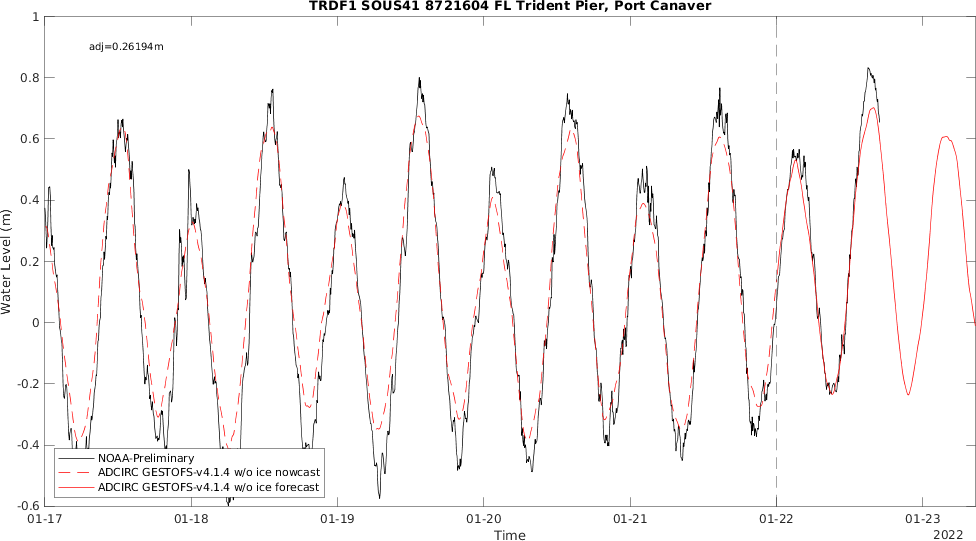 TRDF1 SOUS41 8721604 FL Trident Pier, Port Canaver
adj=0.26194m
Water Level (m)
1
0.8
0.6
0.4
0.2
0
-0.2
-0.4
-0.6
NOAA-Preliminary
ADCIRC GESTOFS-v4.1.4 w/o ice nowcast
ADCIRC GESTOFS-v4.1.4 w/o ice forecast
01-17 01-18 01-19 01-20 01-21 01-22 01-23
Time
2022